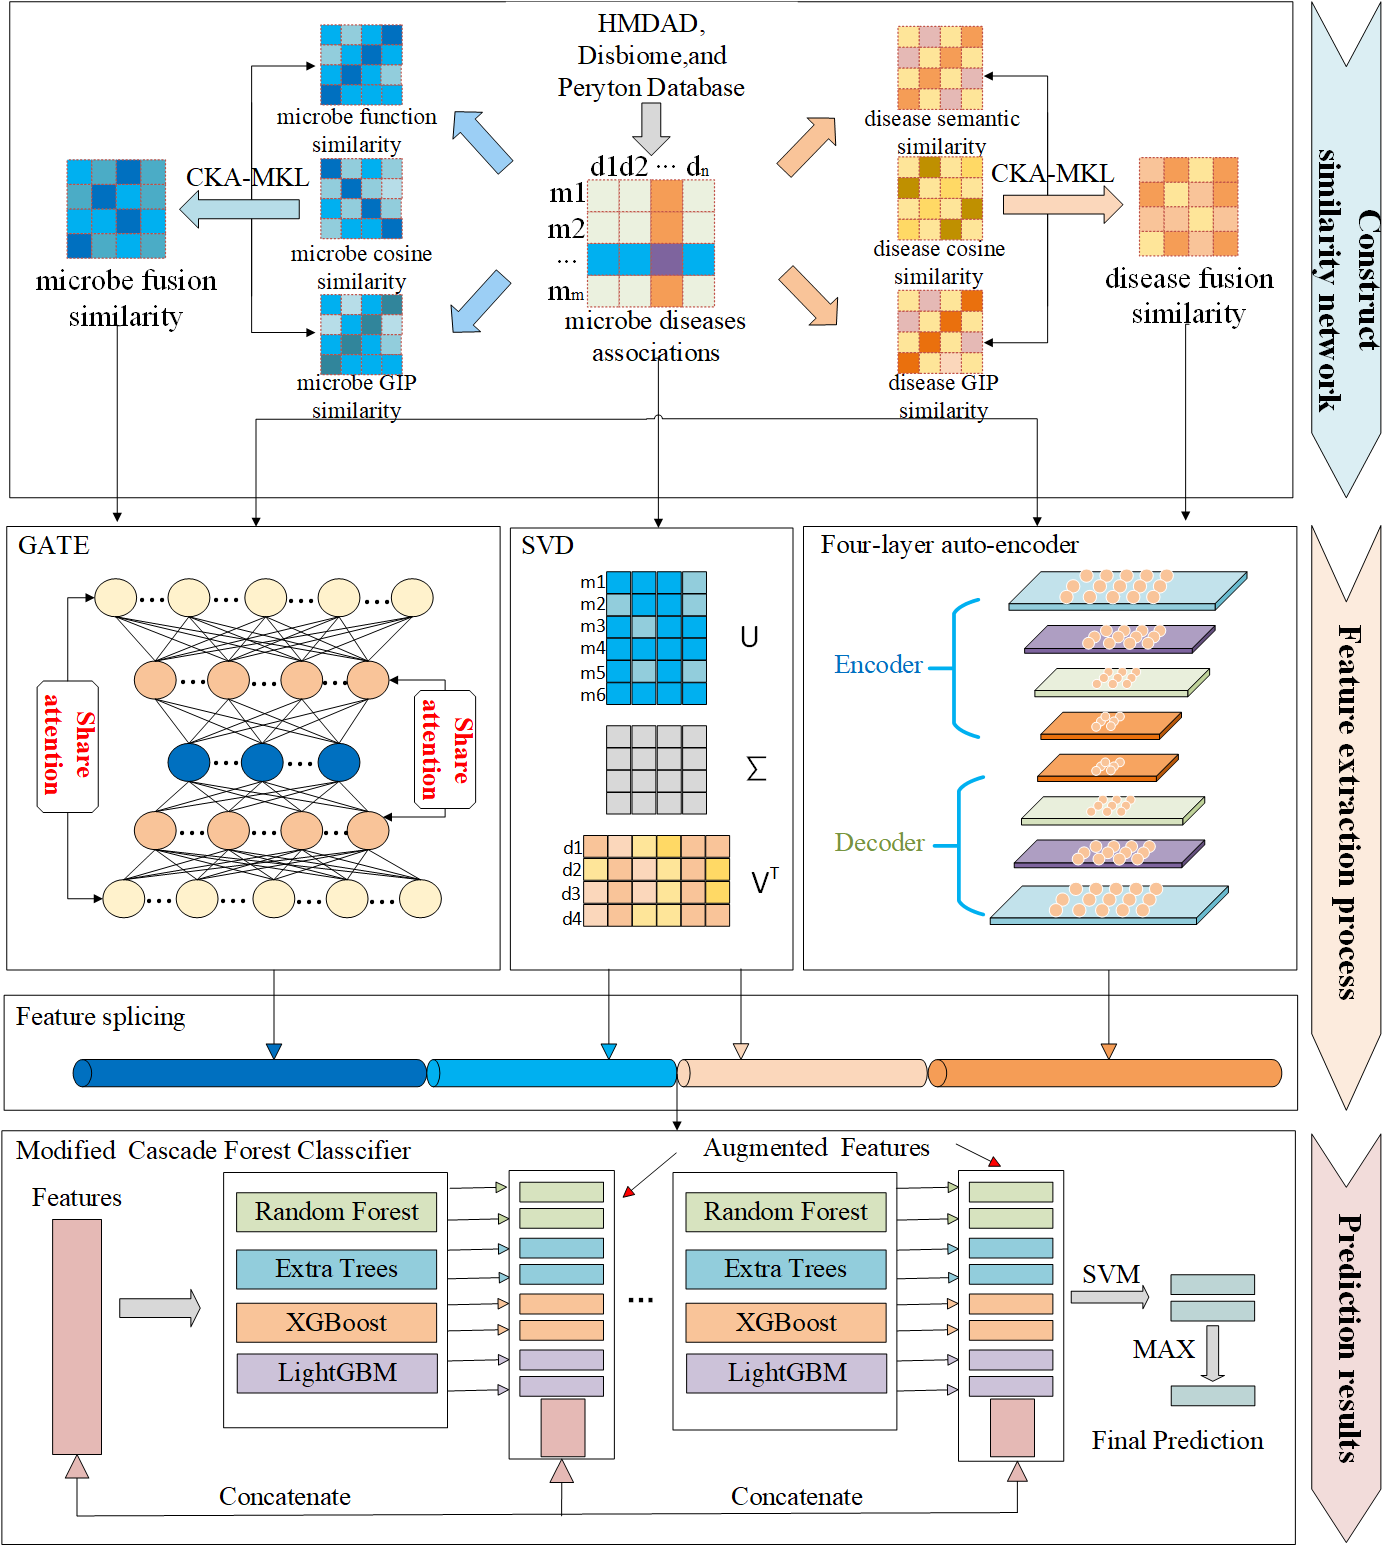 HMDAD,
Disbiome,and
Peryton Database
microbe function
similarity
disease semantic
similarity
d1d2 ··· dn
m1
m2
...
mm
CKA-MKL
CKA-MKL
microbe cosine
similarity
disease cosine
similarity
microbe fusion
similarity
disease fusion
similarity
microbe diseases
associations
microbe GIP
similarity
disease GIP
similarity
Construct
similarity network
GATE
Share
attention
Share
attention
SVD
m1
m2
m3
m4
m5
m6
U
∑
d1
d2
d3
d4
VT
Four-layer auto-encoder
Encoder
Decoder
Feature extraction process
Feature splicing
Modified Cascade Forest Classcifier
Augmented Features
Features
Random Forest
Extra Trees
XGBoost
LightGBM
...
Random Forest
Extra Trees
XGBoost
LightGBM
SVM
MAX
Final Prediction
Concatenate
Concatenate
Prediction results